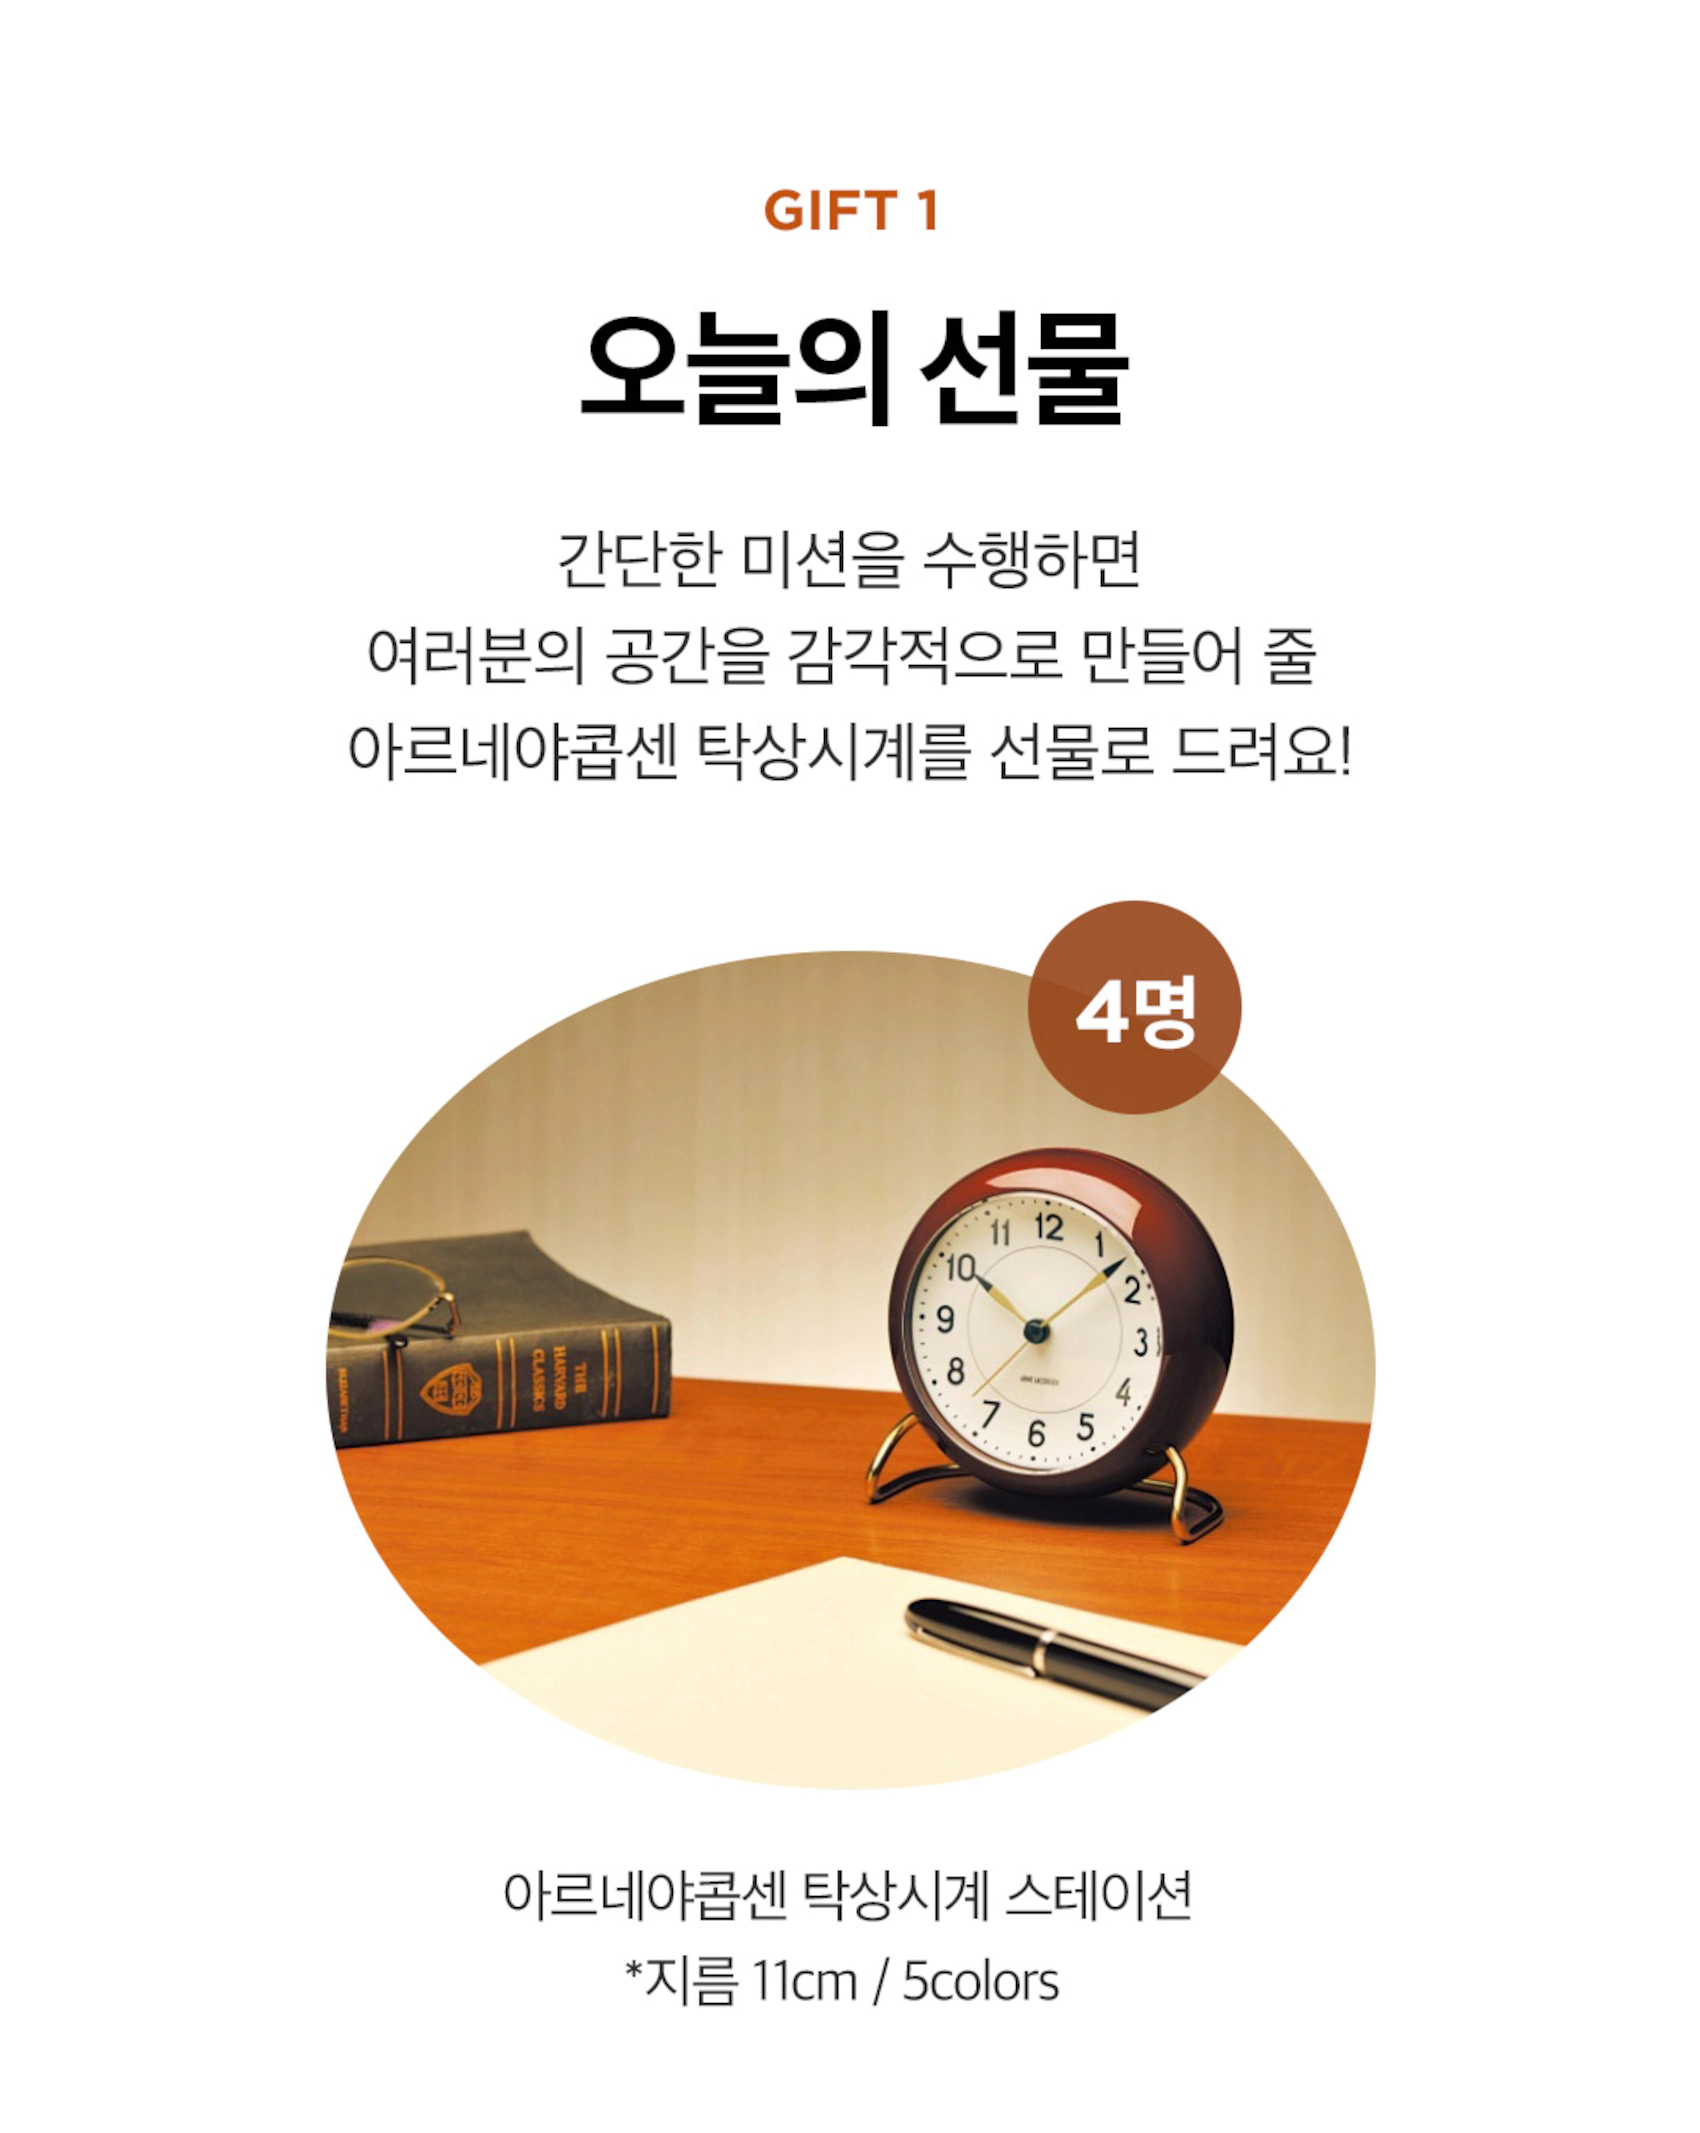 GIFT 1
오늘의 선물
간단한 미션을 수행하면
여러분의 공간을 감각적으로 만들어 줄
아르네야콥센 탁상시계를 선물로 드려요!
4명
12
11
1
10
2
9
3
8
4
7
5
6
THE
HARVARD
CLASSICS
아르네야콥센 탁상시계 스테이션
*지름 11cm / 5colors